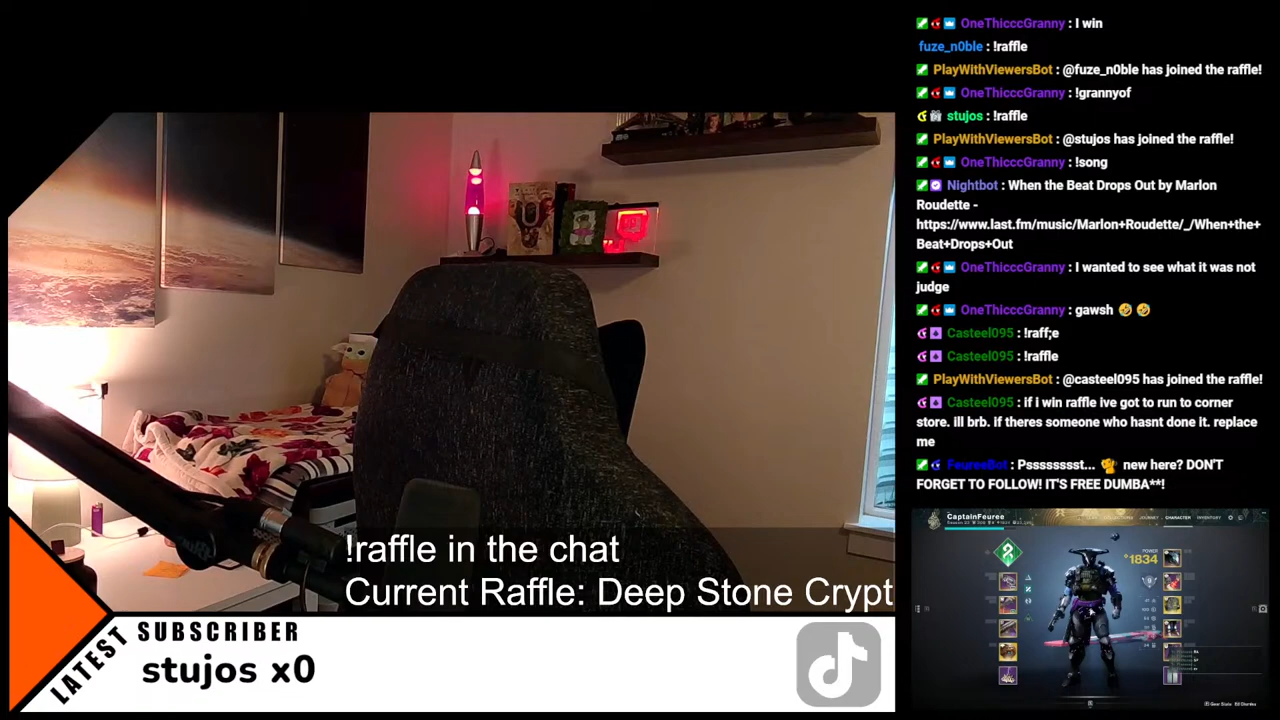 OneThicccGranny : I win
fuze_n0ble : !raffle
PlayWithViewersBot : @fuze_n0ble has joined the raffle!
OneThicccGranny : !grannyof
stujos : !raffle
PlayWithViewersBot : @stujos has joined the raffle!
OneThicccGranny : !song
Nightbot : When the Beat Drops Out by Marlon
Roudette -
https://www.last.fm/music/Marlon+Roudette/_/When+the+
Beat+Drops+Out
OneThicccGranny : I wanted to see what it was not
judge
OneThicccGranny : gawsh 🤣 🤣
Casteel095 : !raff;e
Casteel095 : !raffle
PlayWithViewersBot : @casteel095 has joined the raffle!
Casteel095 : if i win raffle ive got to run to corner
store. Ill brb. if theres someone who hasnt done it. replace
me
FeureeBot : Psssssssst... new here? DON'T
FORGET TO FOLLOW! IT'S FREE DUMBA**!
!raffle in the chat
Current Raffle: Deep Stone Crypt
LATEST
SUBSCRIBER
stujos x0
CaptainFeuree
JOURNEY
CHARACTER
INVENTORY
POWER
1834